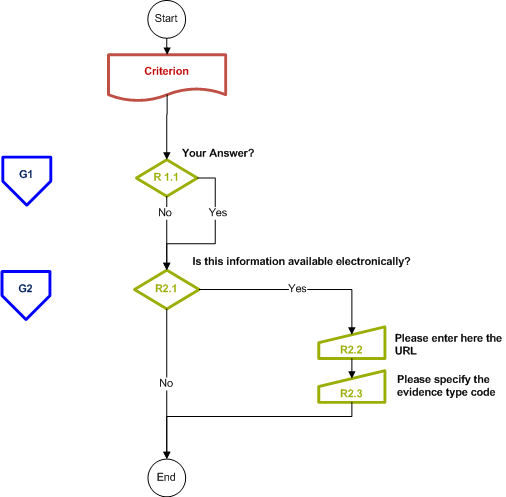 Start
Criterion
Your Answer?
G1
R 1.1
No
Yes
Is this information available electronically?
G2
R2.1
Yes
Please enter here the
URL
R2.2
Please specify the
evidence type code
R2.3
No
End